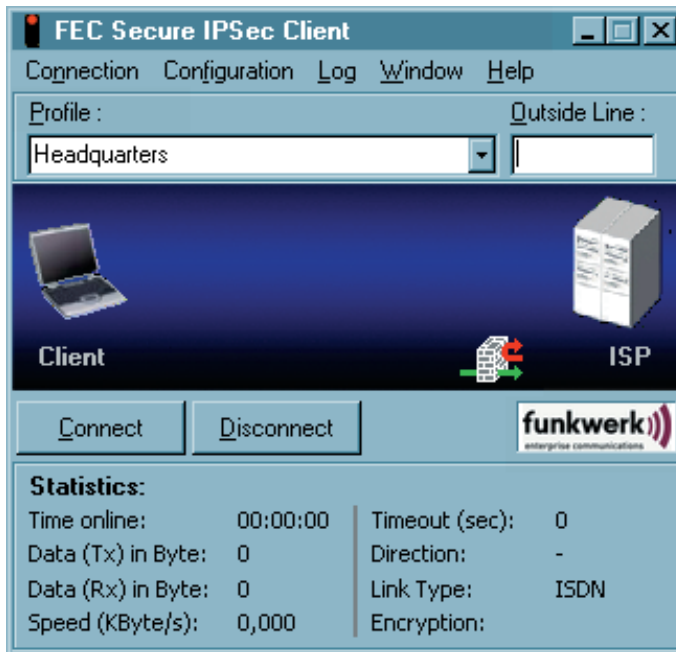 FEC Secure IPSec Client
Connection Configuration Log Window Help
Profile : Outside Line :
Headquarters
Client ISP
Connect Disconnect funkwerk
enterprise communications
Statistics:
Time online: 00:00:00 Timeout (sec): 0
Data (Tx) in Byte: 0 Direction: -
Data (Rx) in Byte: 0 Link Type: ISDN
Speed (KByte/s): 0,000 Encryption: